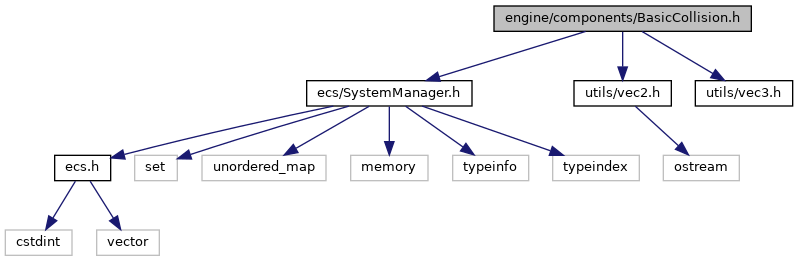 engine/components/BasicCollision.h
ecs/SystemManager.h
utils/vec2.h
utils/vec3.h
ecs.h
set
unordered_map
memory
typeinfo
typeindex
ostream
cstdint
vector